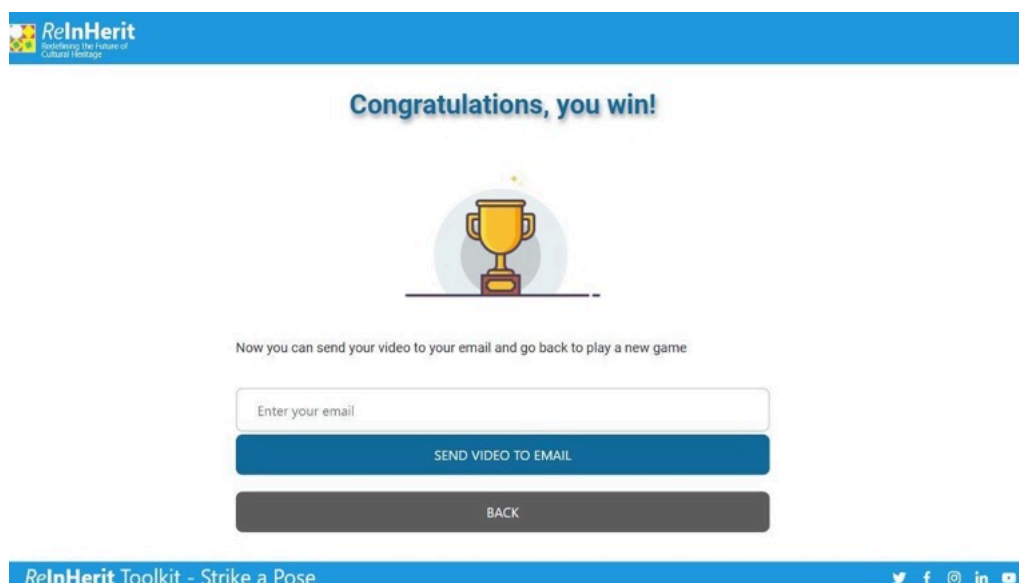 ReInHerit
Redefining the Future of
Cultural Heritage
Congratulations, you win!
Now you can send your video to your email and go back to play a new game
Enter your email
SEND VIDEO TO EMAIL
BACK
ReInHerit Toolkit - Strike a Pose